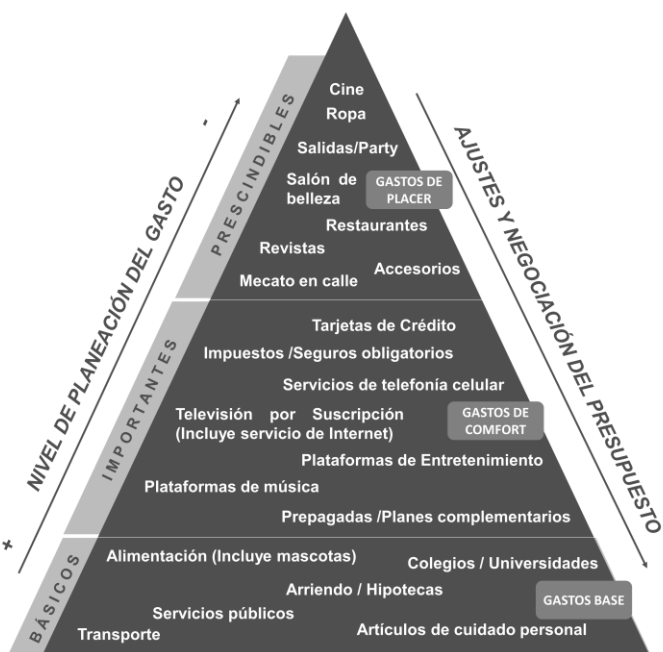 Cine
Ropa
Salidas/Party
Salón de
belleza
GASTOS DE
PLACER
Restaurantes
Revistas
Accesorios
Mecato en calle
PRESCINDIBLES
Tarjetas de Crédito
Impuestos /Seguros obligatorios
Servicios de telefonía celular
Televisión por Suscripción
(Incluye servicio de Internet)
GASTOS DE
COMFORT
Plataformas de Entretenimiento
Plataformas de música
Prepagadas /Planes complementarios
IMPORTANTES
Alimentación (Incluye mascotas)
Colegios / Universidades
Arriendo / Hipotecas
GASTOS BASE
Servicios públicos
Transporte
Artículos de cuidado personal
BÁSICOS
-
NIVEL DE PLANEACIÓN DEL GASTO
+
AJUSTES Y NEGOCIACIÓN DEL PRESUPUESTO